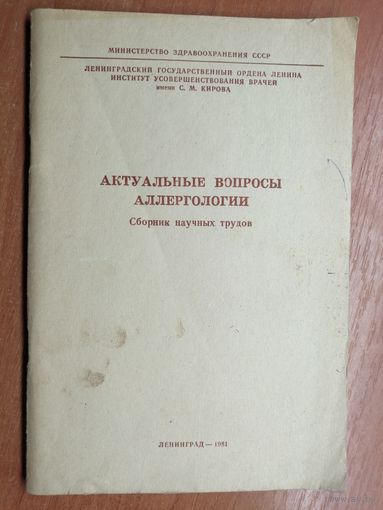 МИНИСТЕРСТВО ЗДРАВООХРАНЕНИЯ СССР
ЛЕНИНГРАДСКИЙ ГОСУДАРСТВЕННЫЙ ОРДЕНА ЛЕНИНА
ИНСТИТУТ УСОВЕРШЕНСТВОВАНИЯ ВРАЧЕЙ
имени С. М. КИРОВА
АКТУАЛЬНЫЕ ВОПРОСЫ
АЛЛЕРГОЛОГИИ
Сборник научных трудов
ЛЕНИНГРАД — 1981